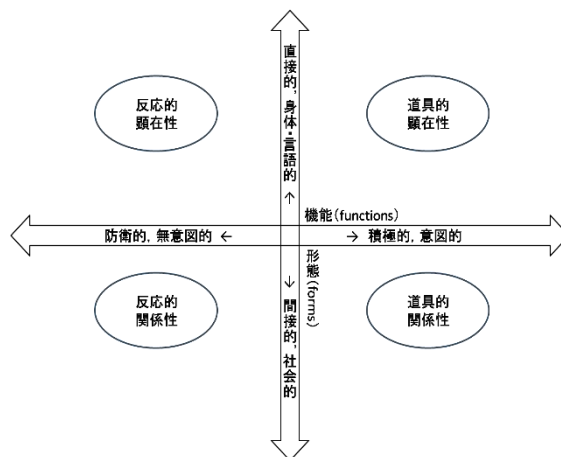 直接的，身体・言語的
↑
反応的
顕在性
道具的
顕在性
機能(functions)
防衛的，無意図的 ←
→ 積極的，意図的
形態(forms)
↓
間接的，社会的
反応的
関係性
道具的
関係性